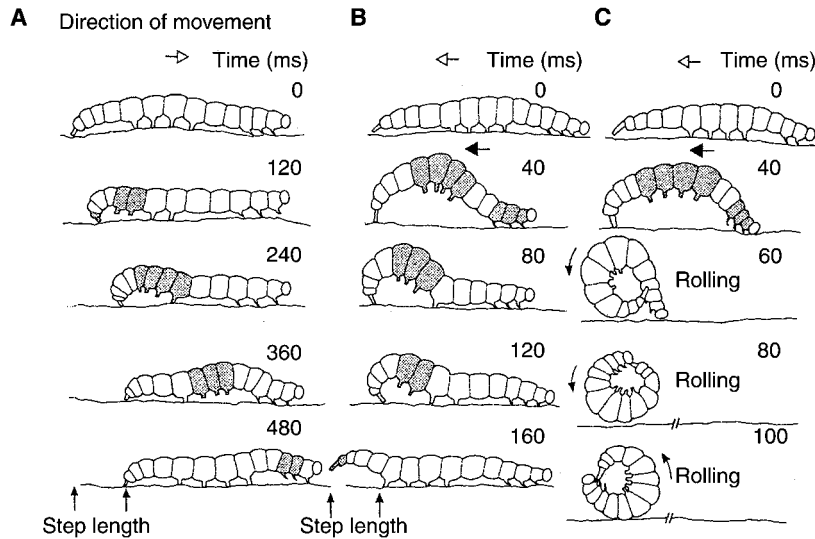 A Direction of movement
Time (ms)
0
120
240
360
480
Step length
B
Time (ms)
0
40
80
120
160
Step length
C
Time (ms)
0
40
60
Rolling
80
Rolling
100
Rolling